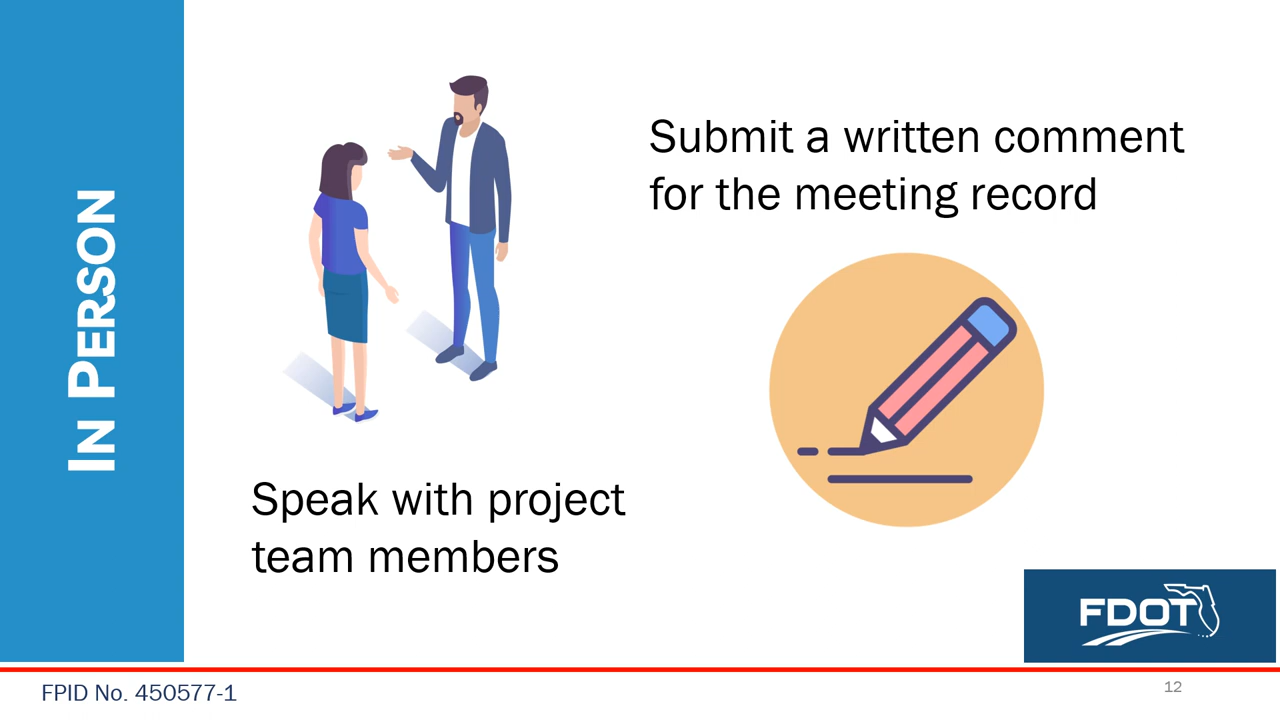 IN PERSON
Submit a written comment
for the meeting record
Speak with project
team members
FDOT
FPID No. 450577-1
12